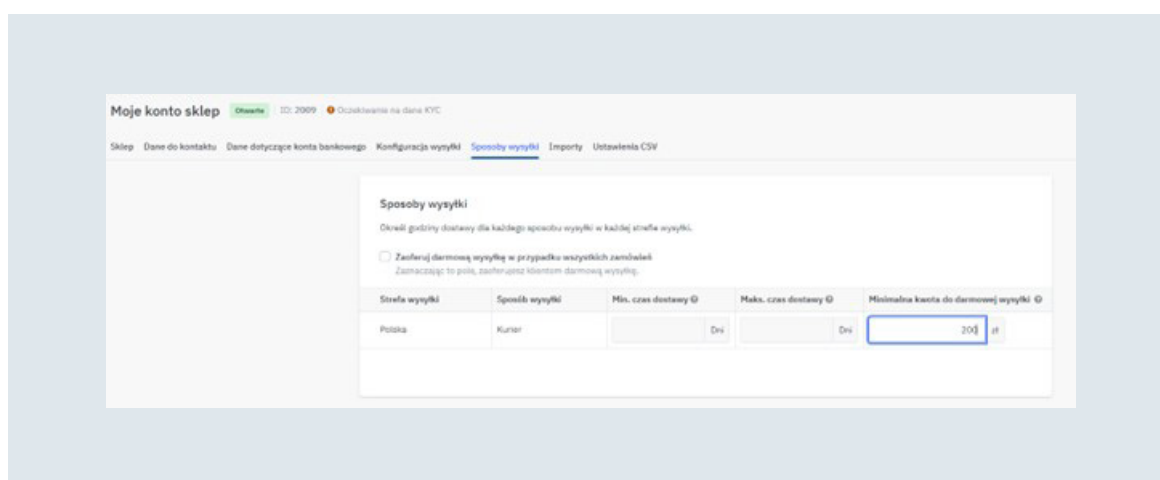 Moje konto sklep Otwarte ID: 2009 Oczekiwanie na dane KYC
Sklep Dane do kontaktu Dane dotyczące konta bankowego Konfiguracja wysyłki Sposoby wysyłki Importy Ustawienia CSV
Sposoby wysyłki
Określ godziny dostawy dla każdego sposobu wysyłki w każdej strefie wysyłki.
Zaoferuj darmową wysyłkę w przypadku wszystkich zamówień
Zaznaczając to pole, zaoferujesz klientom darmową wysyłkę.
Strefa wysyłki Sposób wysyłki Min. czas dostawy Maks. czas dostawy Minimalna kwota do darmowej wysyłki
Polska Kurier Dni Dni 200 zł